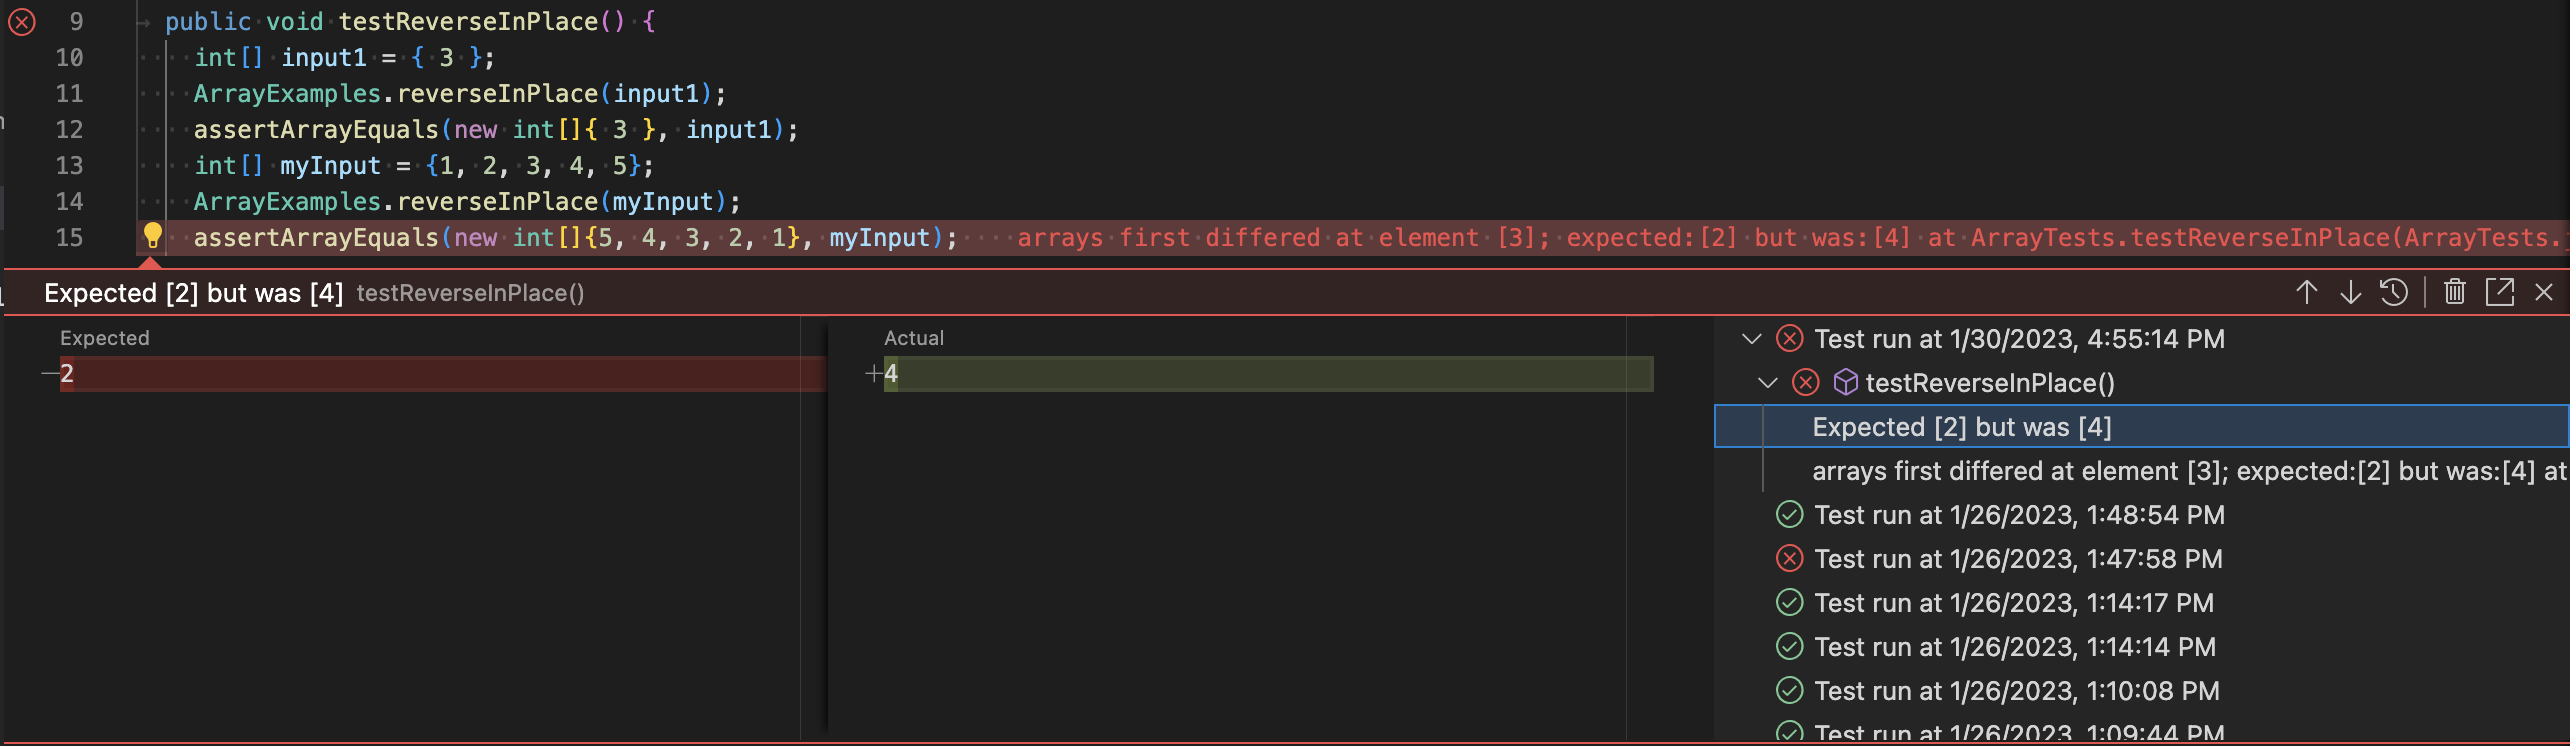 9 public void testReverseInPlace() {
10 int[] input1 = { 3 };
11 ArrayExamples.reverseInPlace(input1);
12 assertArrayEquals(new int[]{ 3 }, input1);
13 int[] myInput = {1, 2, 3, 4, 5};
14 ArrayExamples.reverseInPlace(myInput);
15 assertArrayEquals(new int[]{5, 4, 3, 2, 1}, myInput); arrays first differed at element [3]; expected:[2] but was:[4] at ArrayTests.testReverseInPlace(ArrayTests.
Expected [2] but was [4] testReverseInPlace()
Expected
−2
Actual
+4
Test run at 1/30/2023, 4:55:14 PM
testReverseInPlace()
Expected [2] but was [4]
arrays first differed at element [3]; expected:[2] but was:[4] at
Test run at 1/26/2023, 1:48:54 PM
Test run at 1/26/2023, 1:47:58 PM
Test run at 1/26/2023, 1:14:17 PM
Test run at 1/26/2023, 1:14:14 PM
Test run at 1/26/2023, 1:10:08 PM
Test run at 1/26/2023, 1:09:44 PM